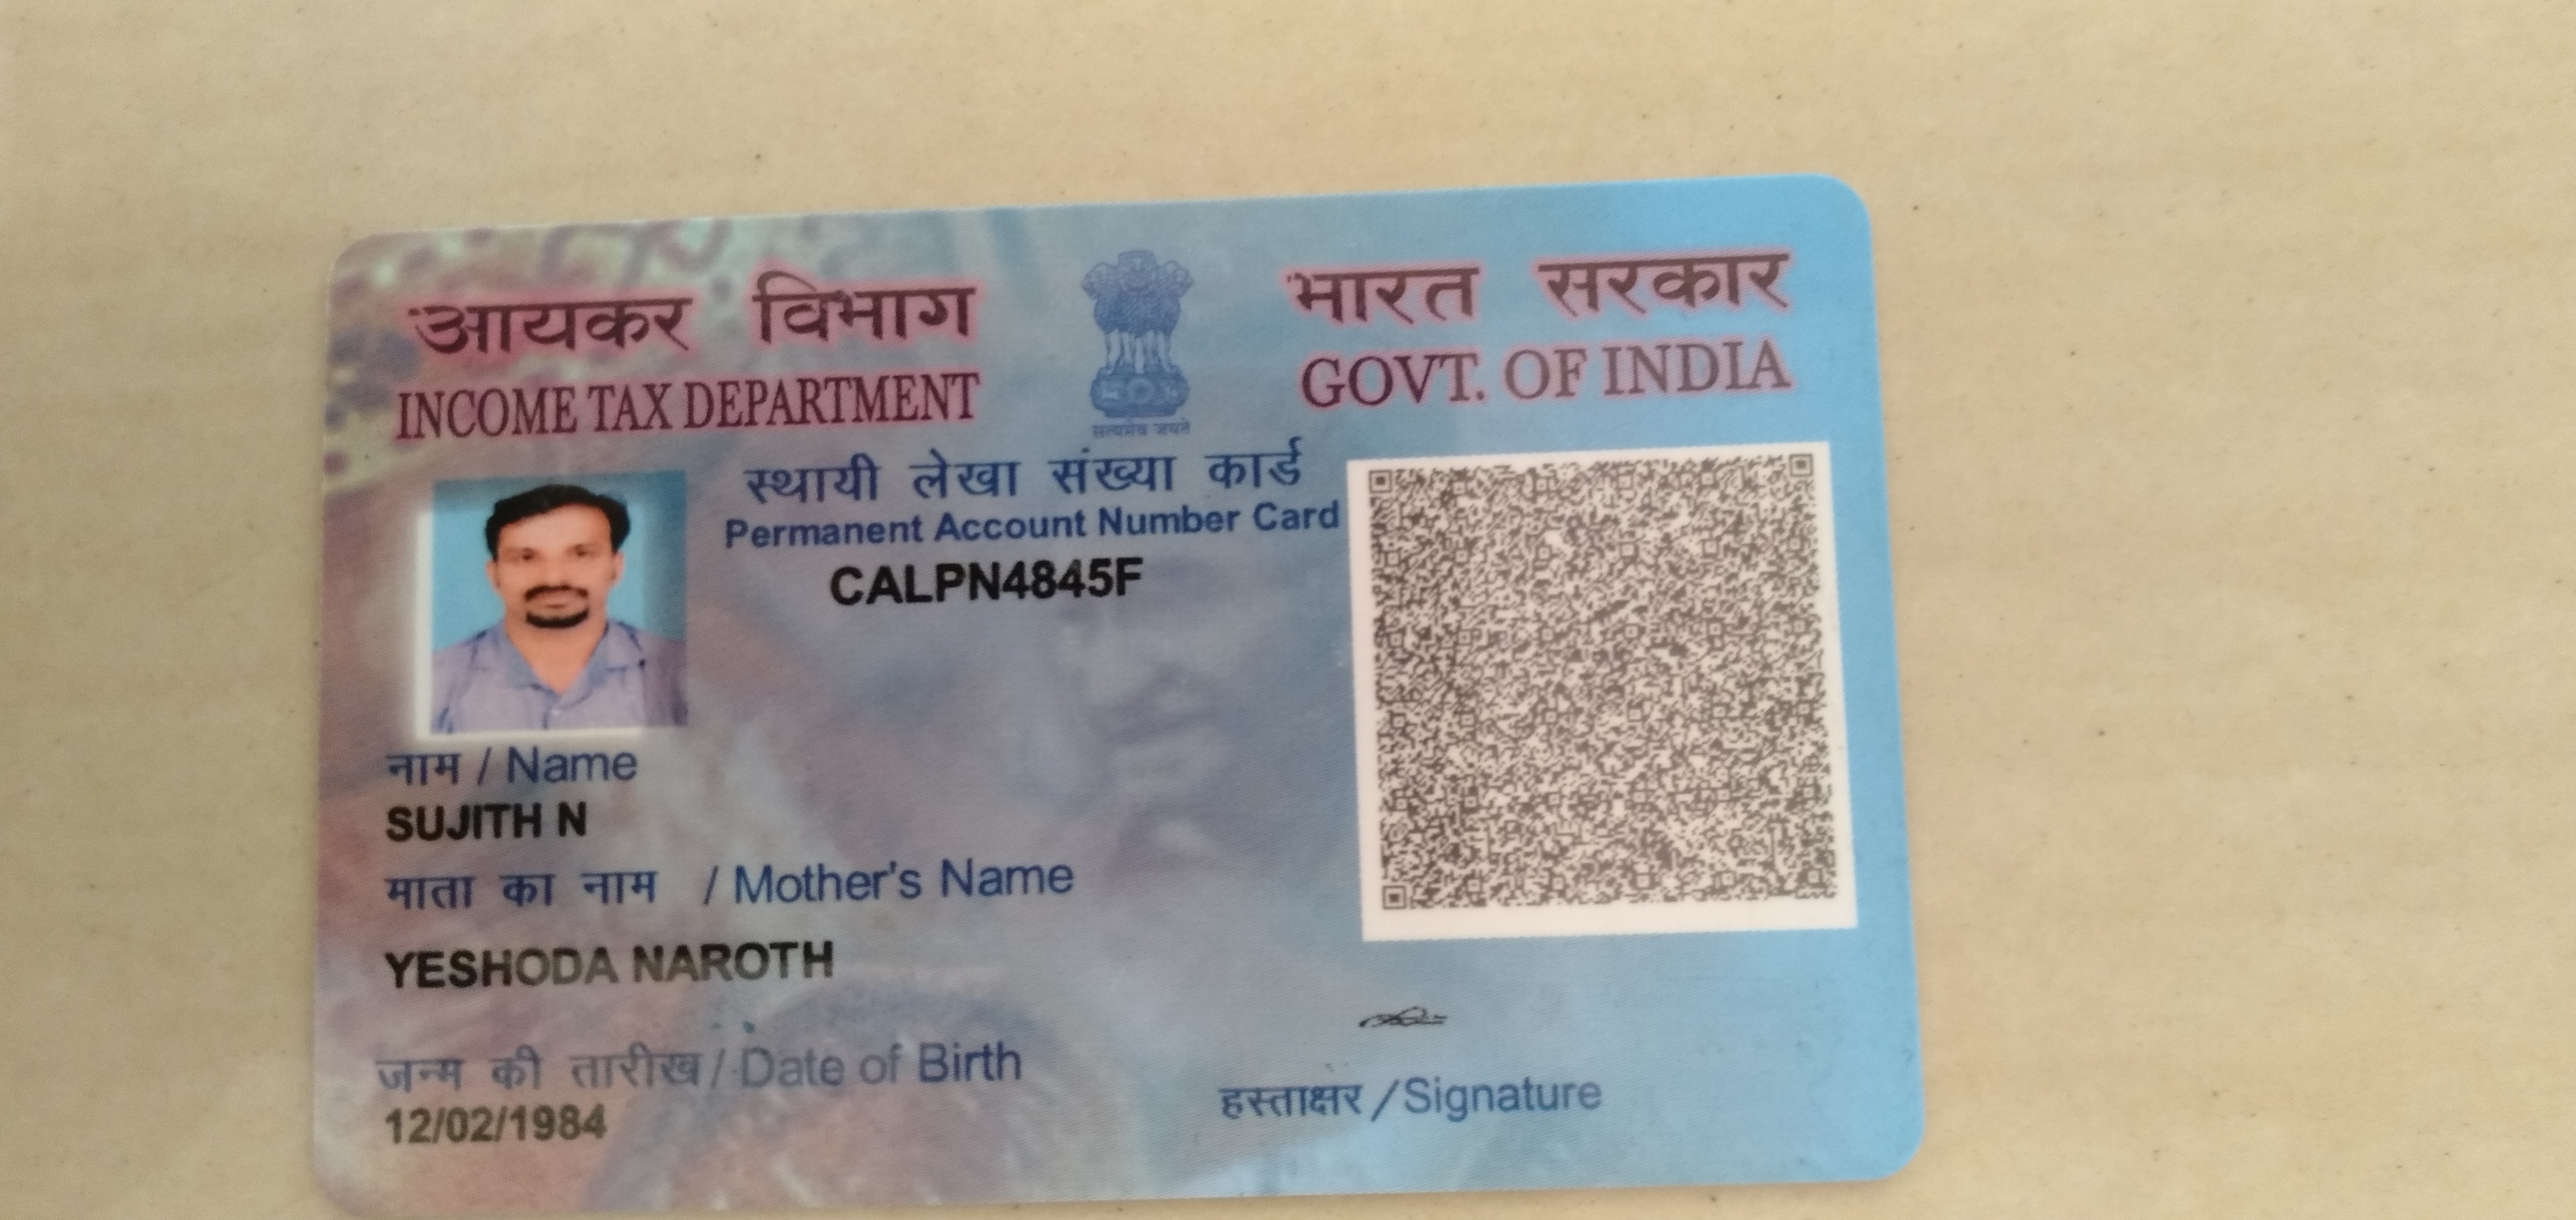 आयकर विभाग
INCOME TAX DEPARTMENT
सत्यमेव जयते
भारत सरकार
GOVT. OF INDIA
स्थायी लेखा संख्या कार्ड
Permanent Account Number Card
CALPN4845F
नाम / Name
SUJITH N
माता का नाम / Mother's Name
YESHODA NAROTH
जन्म की तारीख / Date of Birth
12/02/1984
हस्ताक्षर / Signature